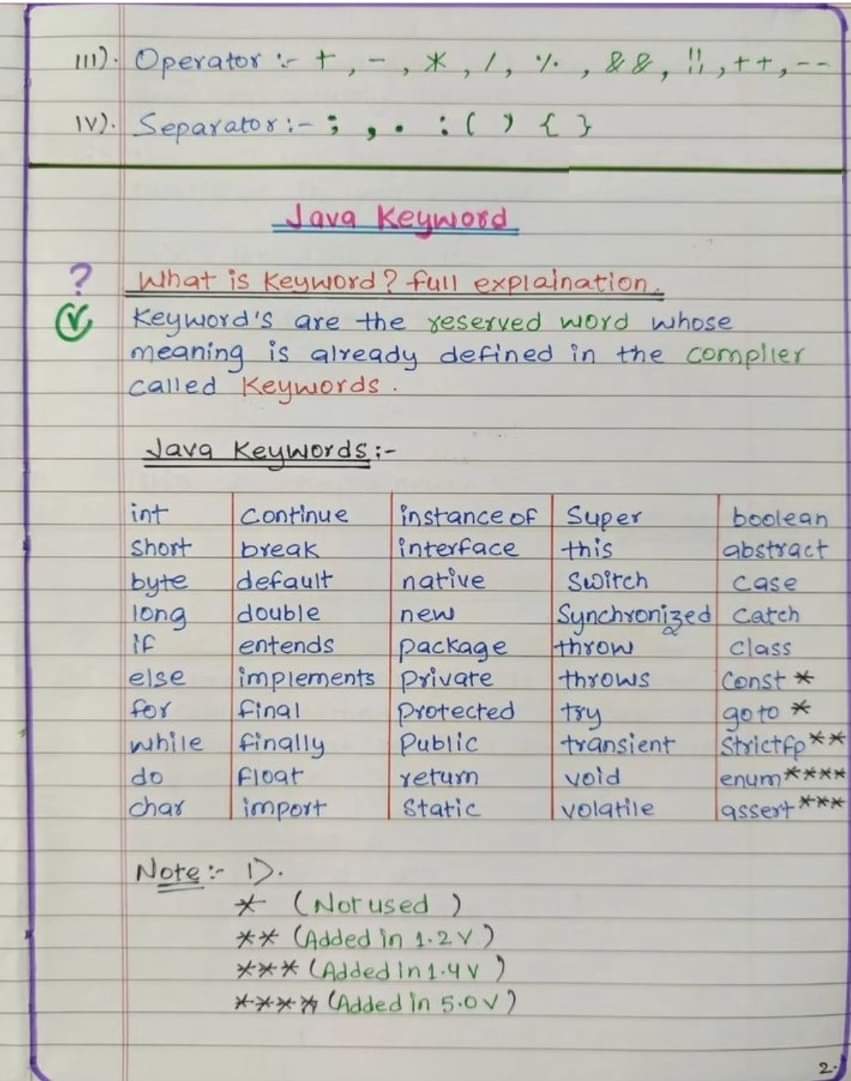 III). Operator :- +, -, *, /, %, &&, !!, ++, --
IV). Separator :- ; , . : ( ) { }
Java Keyword
? What is Keyword? full explaination.
Keyword's are the reserved word whose
meaning is already defined in the compiler
called Keywords.
Java Keywords :-
int continue instance of Super boolean
short break interface this abstract
byte default native Switch case
long double new Synchronized catch
if entends package throw class
else implements private throws const *
for final protected try goto *
while finally Public transient Strictfp **
do float return void enum ****
char import Static volatile assert ***
Note :- 1).
* (Not used)
** (Added in 1.2 V)
*** (Added in 1.4 V)
**** (Added in 5.0 V)
2.